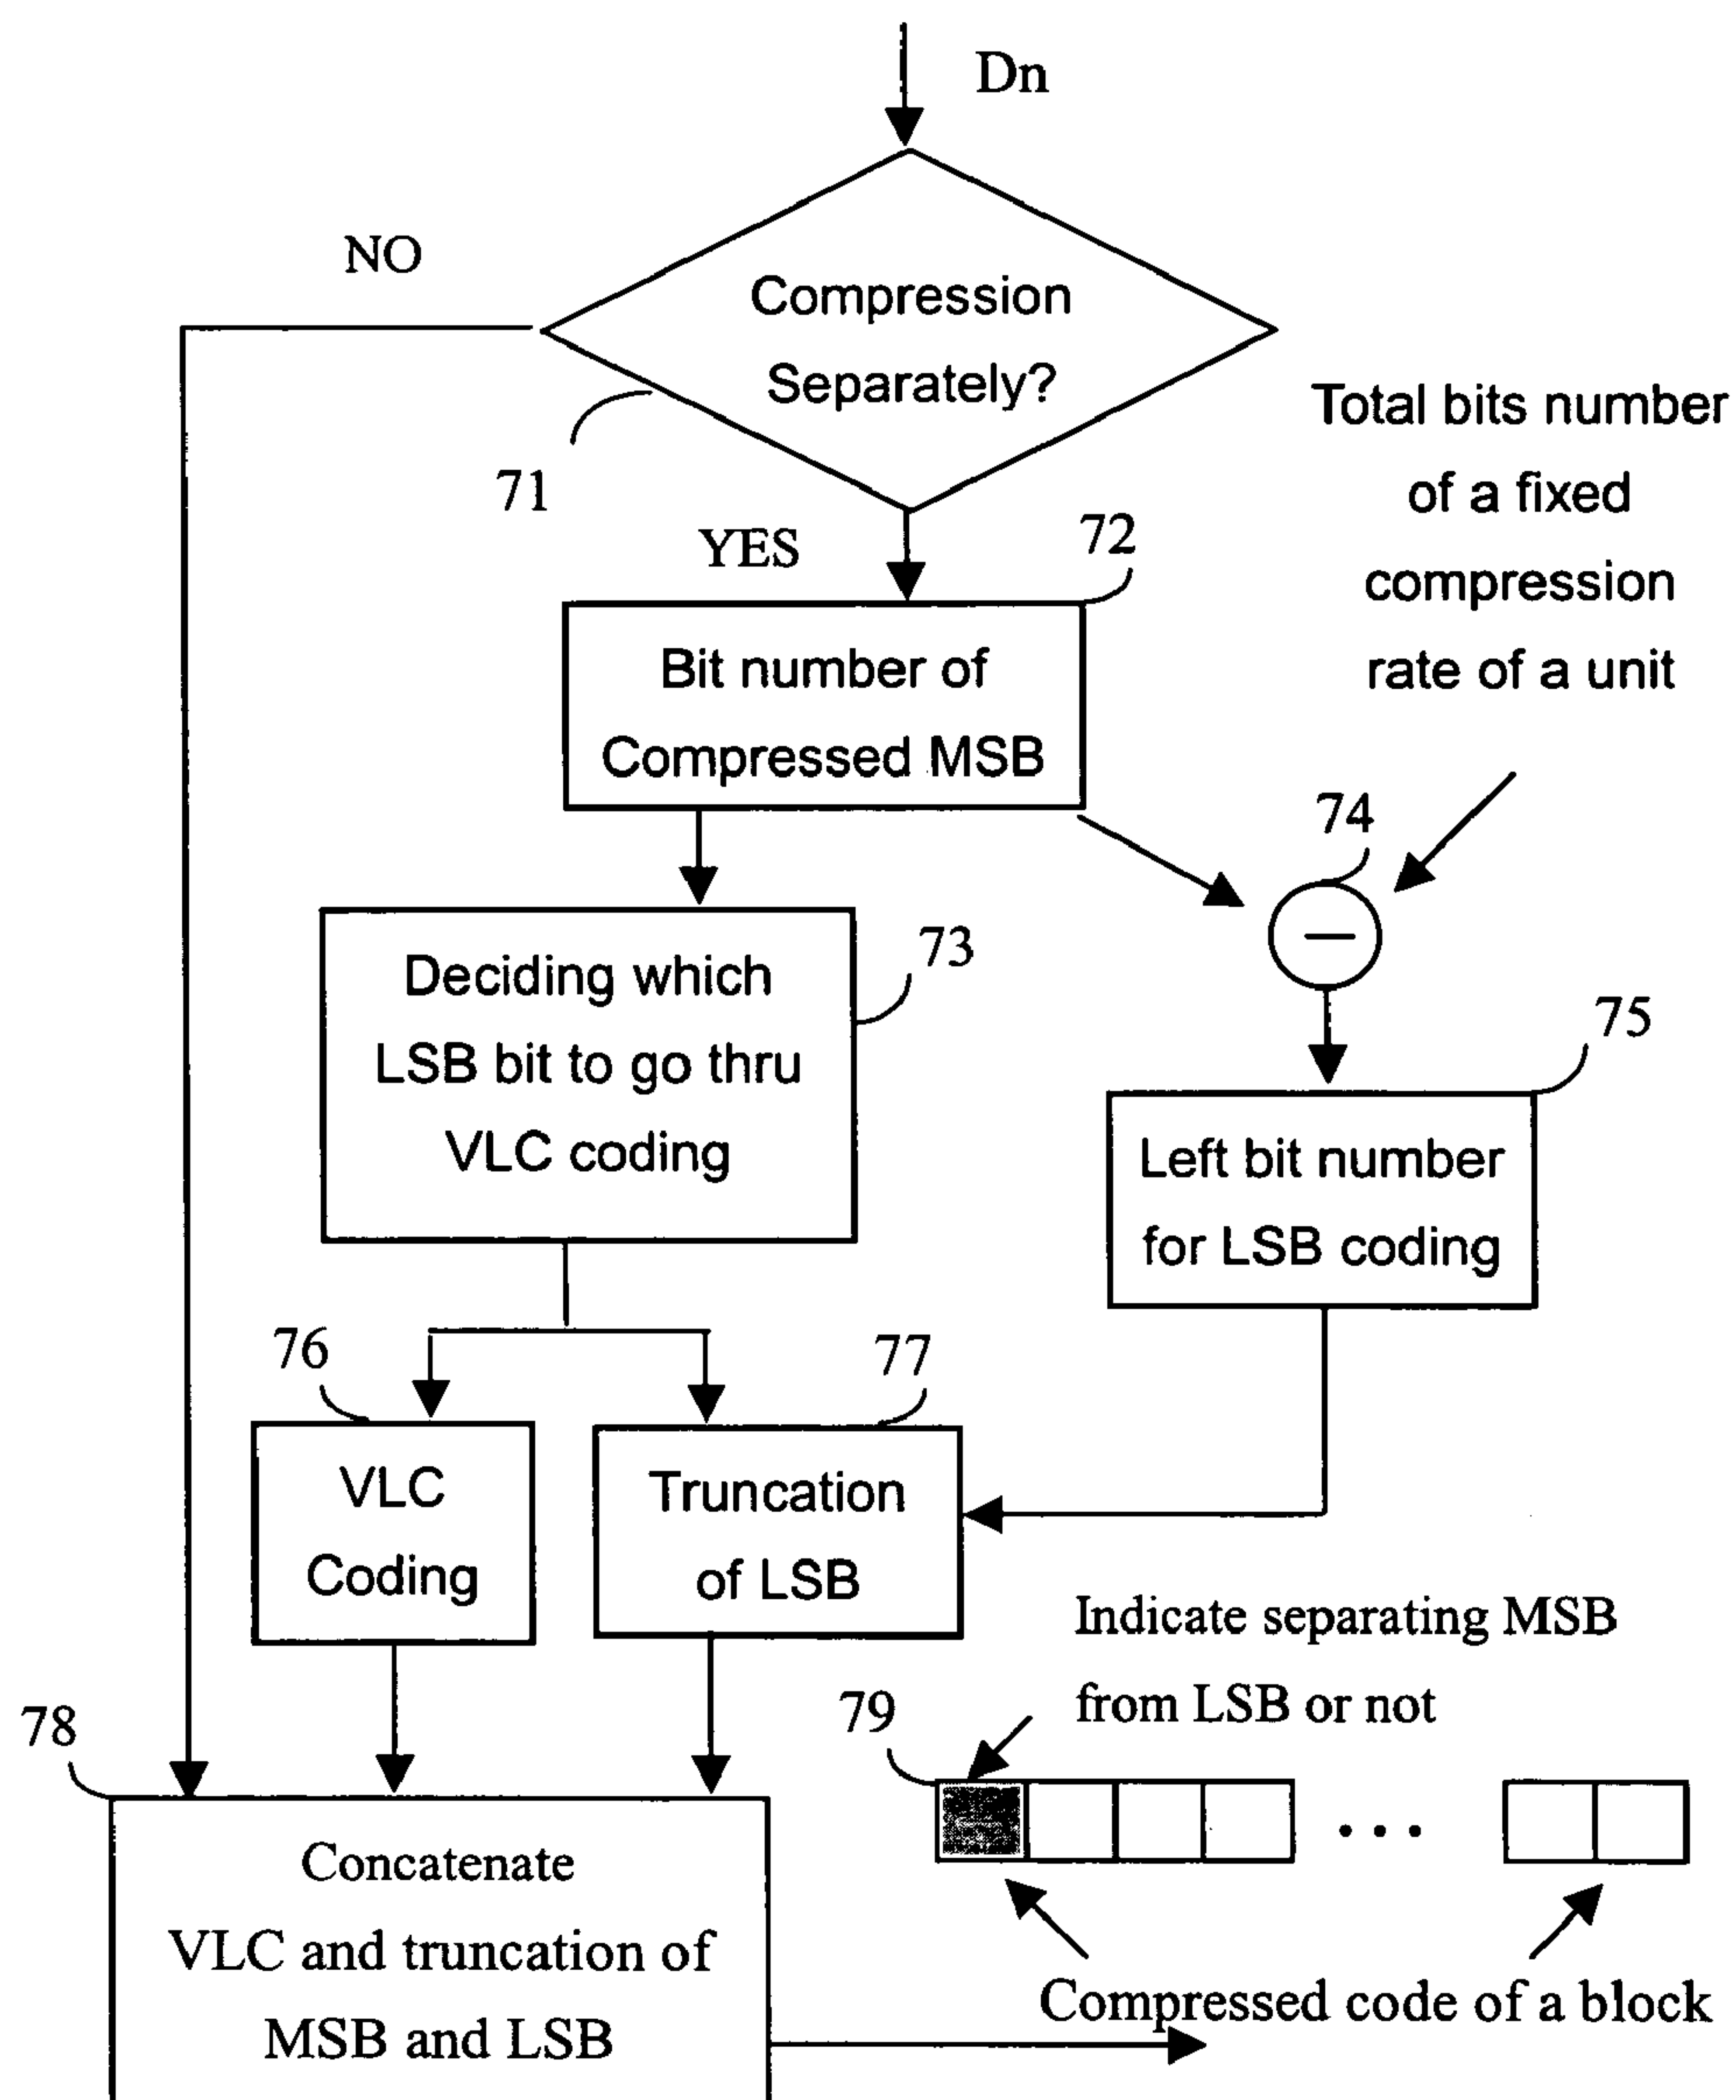 Dn
NO
Compression
Separately?
71
Total bits number
of a fixed
compression
rate of a unit
YES
72
Bit number of
Compressed MSB
74
—
73
Deciding which
LSB bit to go thru
VLC coding
75
Left bit number
for LSB coding
76
77
VLC
Coding
Truncation
of LSB
Indicate separating MSB
from LSB or not
78
79
...
Concatenate
VLC and truncation of
MSB and LSB
Compressed code of a block